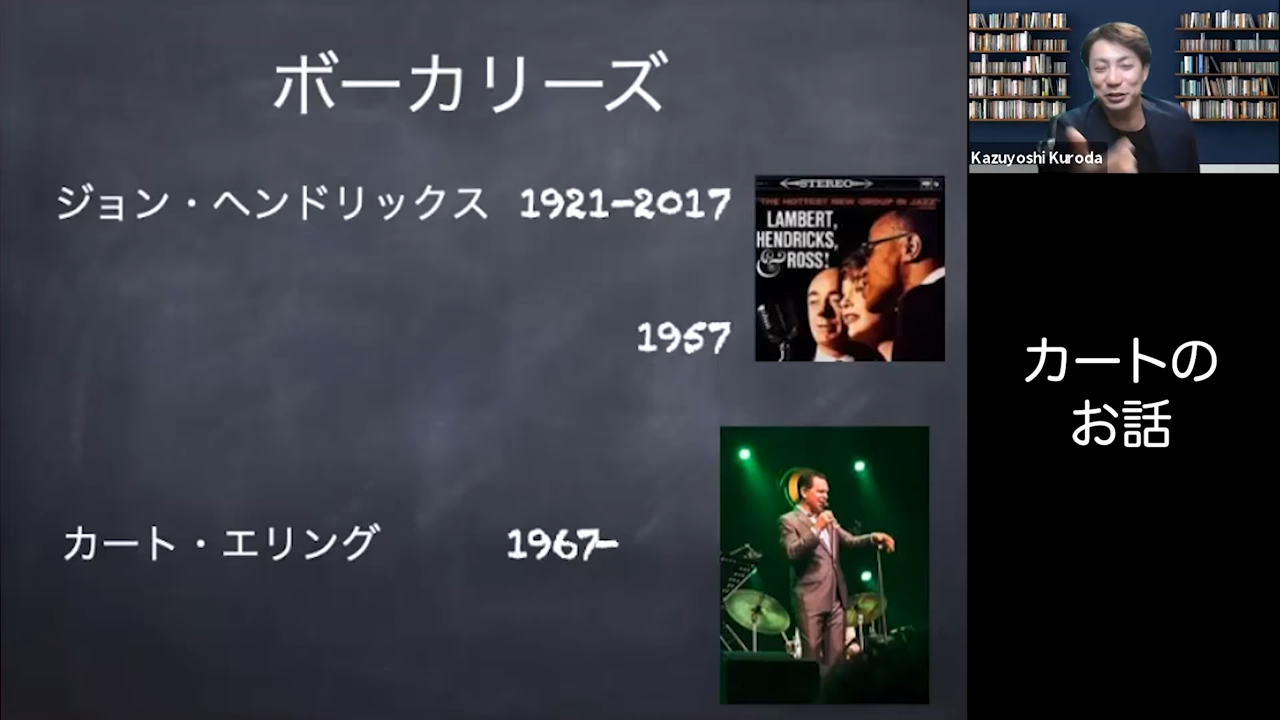 ボーカリーズ
ジョン・ヘンドリックス 1921-2017
STEREO
"THE HOTTEST NEW GROUP IN JAZZ"
LAMBERT,
HENDRICKS,
& ROSS!
1957
カート・エリング 1967-
Kazuyoshi Kuroda
カートの
お話